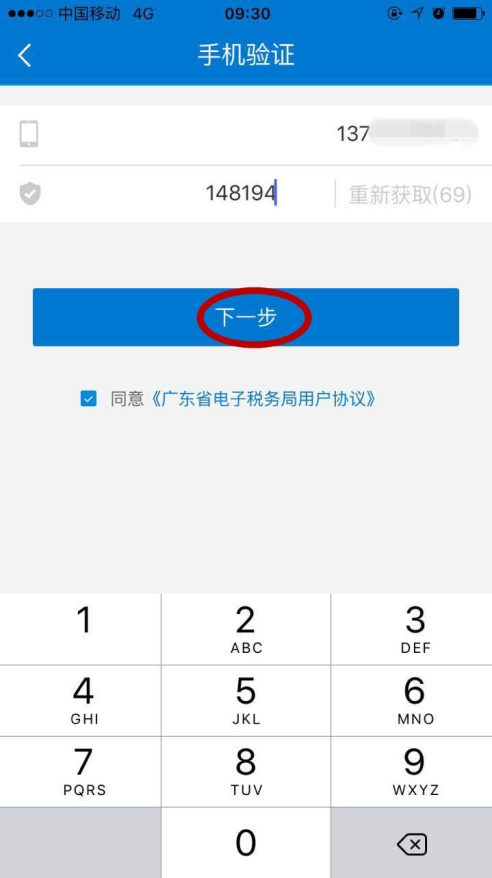 中国移动 4G 09:30
手机验证
137
148194 重新获取(69)
下一步
同意《广东省电子税务局用户协议》
1 2 3
ABC DEF
4 5 6
GHI JKL MNO
7 8 9
PQRS TUV WXYZ
0